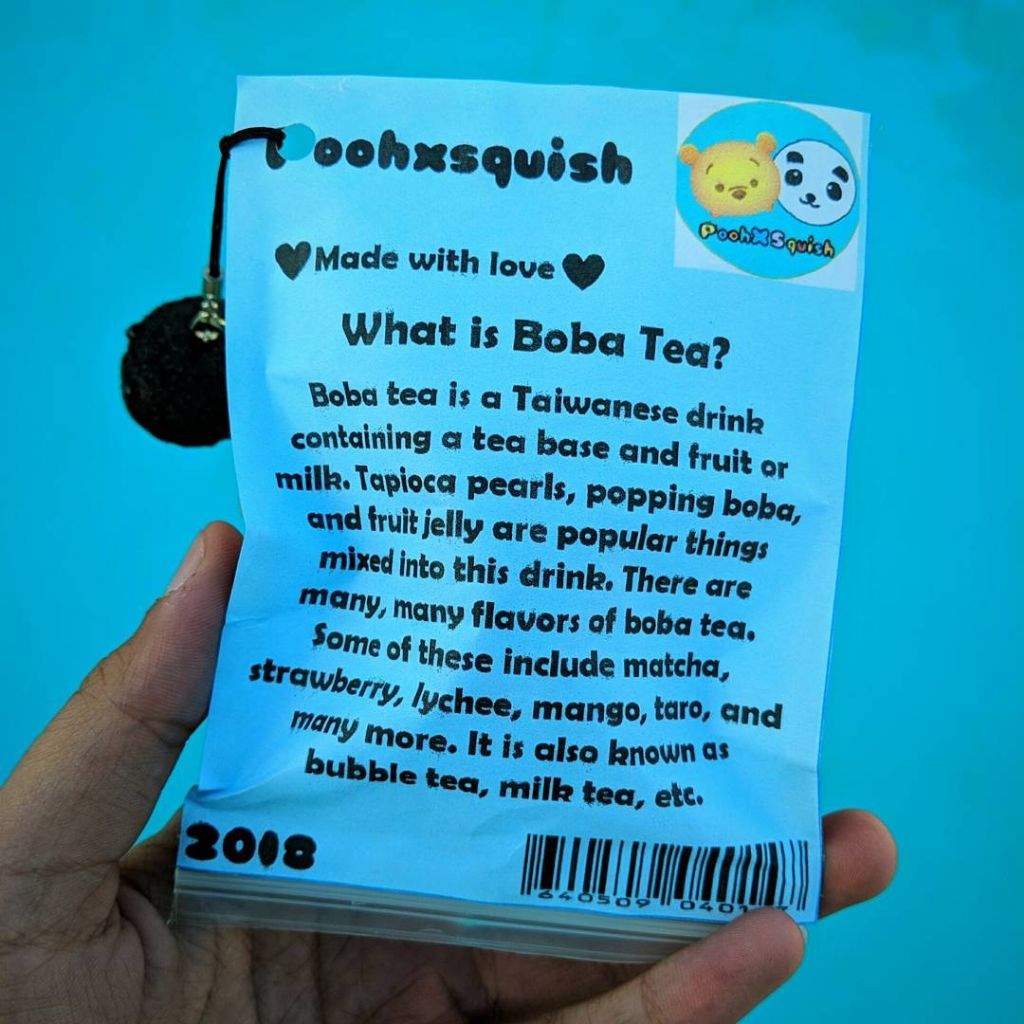 Poohxsquish
PoohXSquish
♥Made with love♥
What is Boba Tea?
Boba tea is a Taiwanese drink
containing a tea base and fruit or
milk. Tapioca pearls, popping boba,
and fruit jelly are popular things
mixed into this drink. There are
many, many flavors of boba tea.
Some of these include matcha,
strawberry, lychee, mango, taro, and
many more. It is also known as
bubble tea, milk tea, etc.
2018
640509